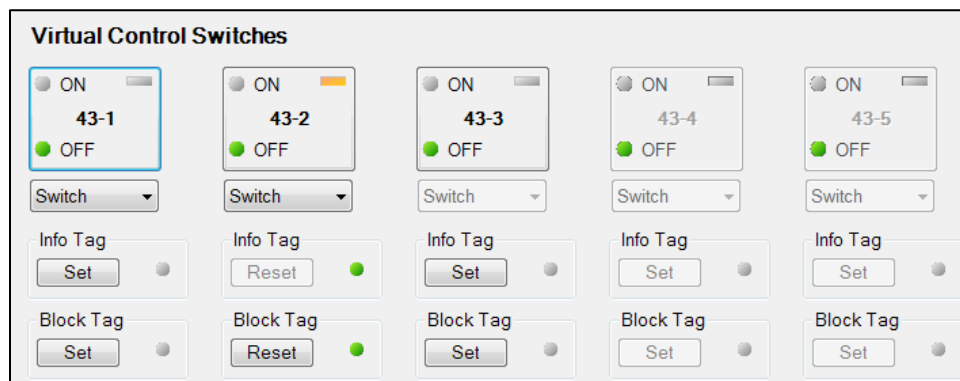 Virtual Control Switches
ON ON ON ON ON
43-1 43-2 43-3 43-4 43-5
OFF OFF OFF OFF OFF
Switch Switch Switch Switch Switch
Info Tag Info Tag Info Tag Info Tag Info Tag
Set Reset Set Set Set
Block Tag Block Tag Block Tag Block Tag Block Tag
Set Reset Set Set Set